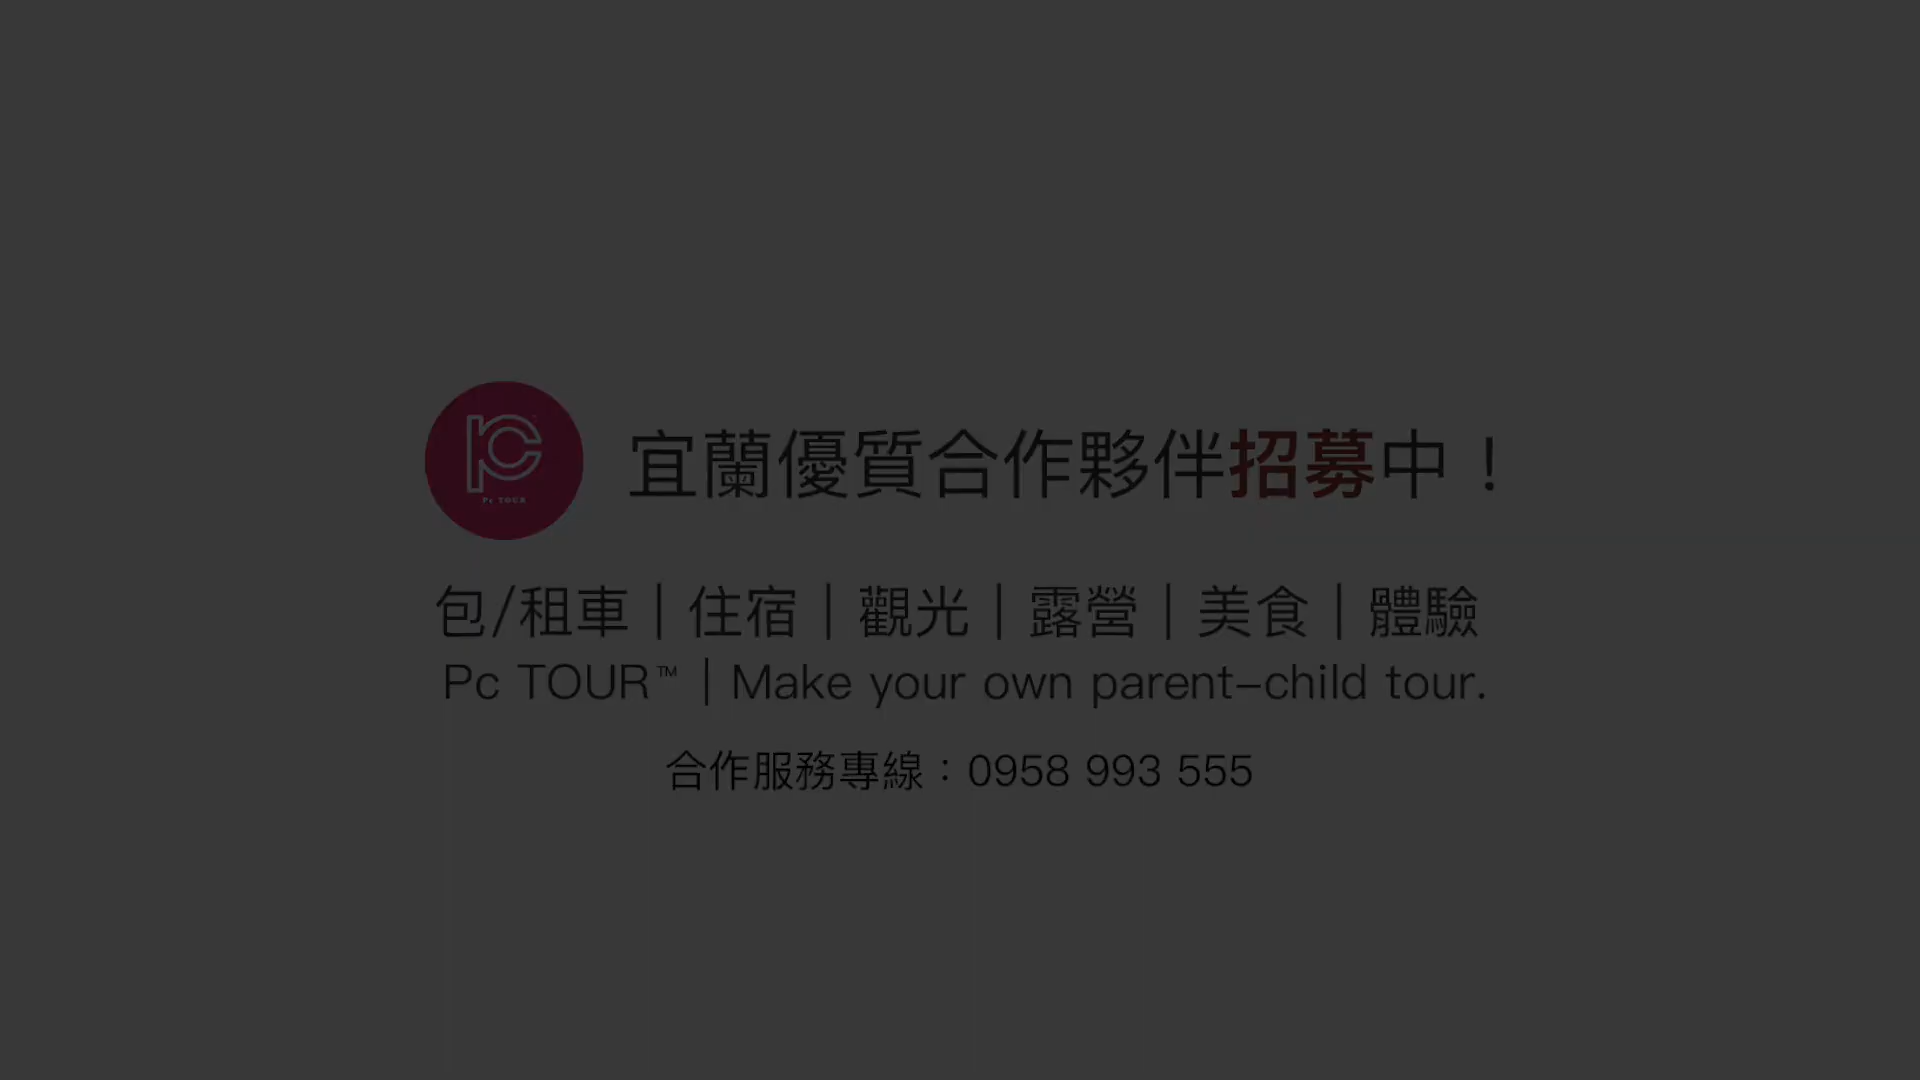 宜蘭優質合作夥伴招募中！
Pc TOUR
包/租車｜住宿｜觀光｜露營｜美食｜體驗
Pc TOUR™｜Make your own parent-child tour.
合作服務專線：0958 993 555